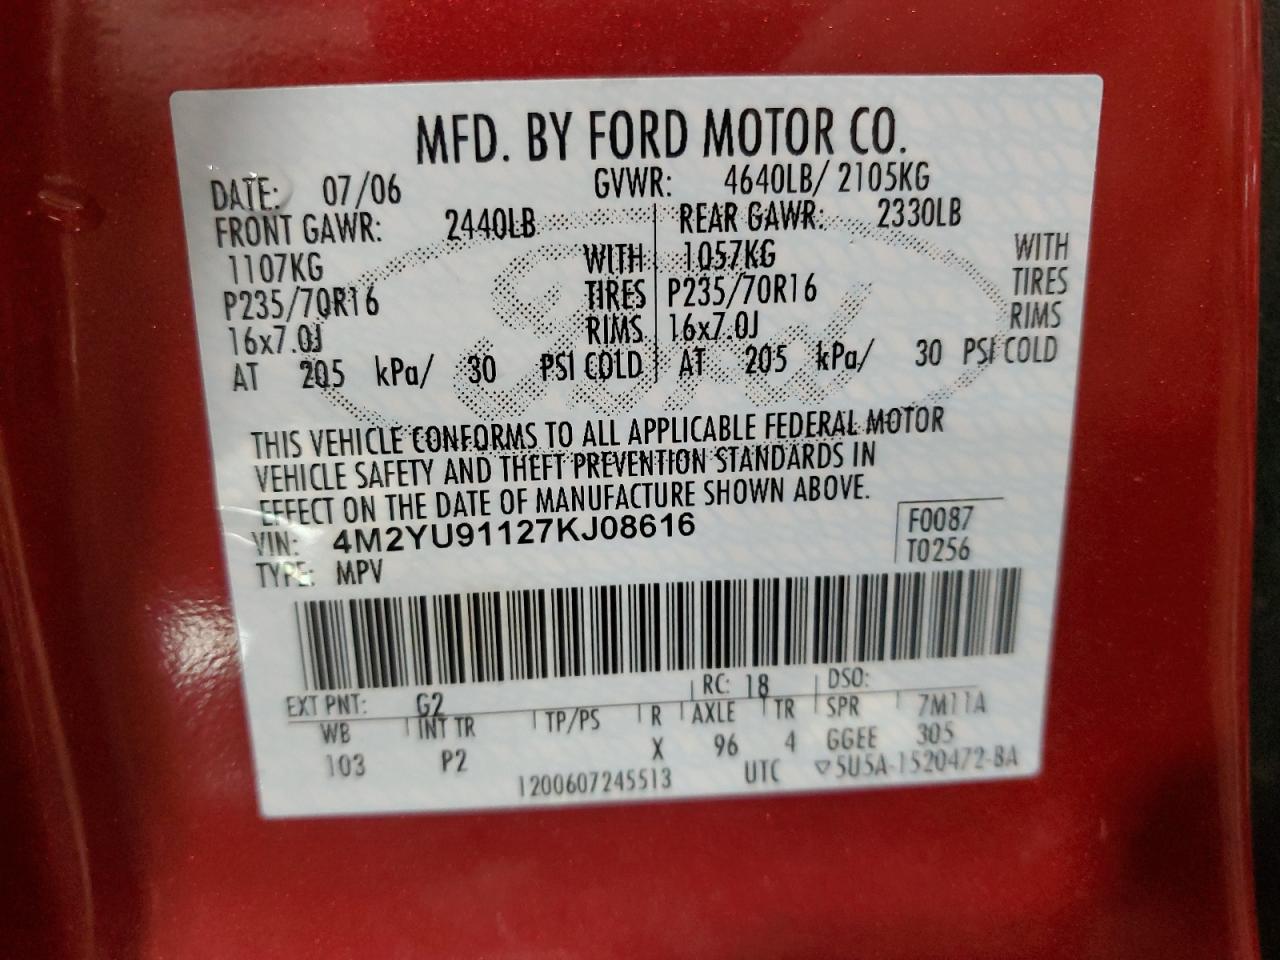 MFD. BY FORD MOTOR CO.
DATE: 07/06 GVWR: 4640LB/ 2105KG
FRONT GAWR: 2440LB REAR GAWR: 2330LB
1107KG WITH 1057KG WITH
P235/70R16 TIRES P235/70R16 TIRES
16x7.0J RIMS 16x7.0J RIMS
AT 205 kPa/ 30 PSI COLD AT 205 kPa/ 30 PSI COLD
THIS VEHICLE CONFORMS TO ALL APPLICABLE FEDERAL MOTOR
VEHICLE SAFETY AND THEFT PREVENTION STANDARDS IN
EFFECT ON THE DATE OF MANUFACTURE SHOWN ABOVE.
VIN: 4M2YU91127KJ08616 F0087
TYPE: MPV T0256
EXT PNT: G2 RC: 18 DSO:
WB INT TR TP/PS R AXLE TR SPR 7M11A
103 P2 X 96 4 GGEE 305
1200607245513 UTC ▽5U5A-1520472-BA